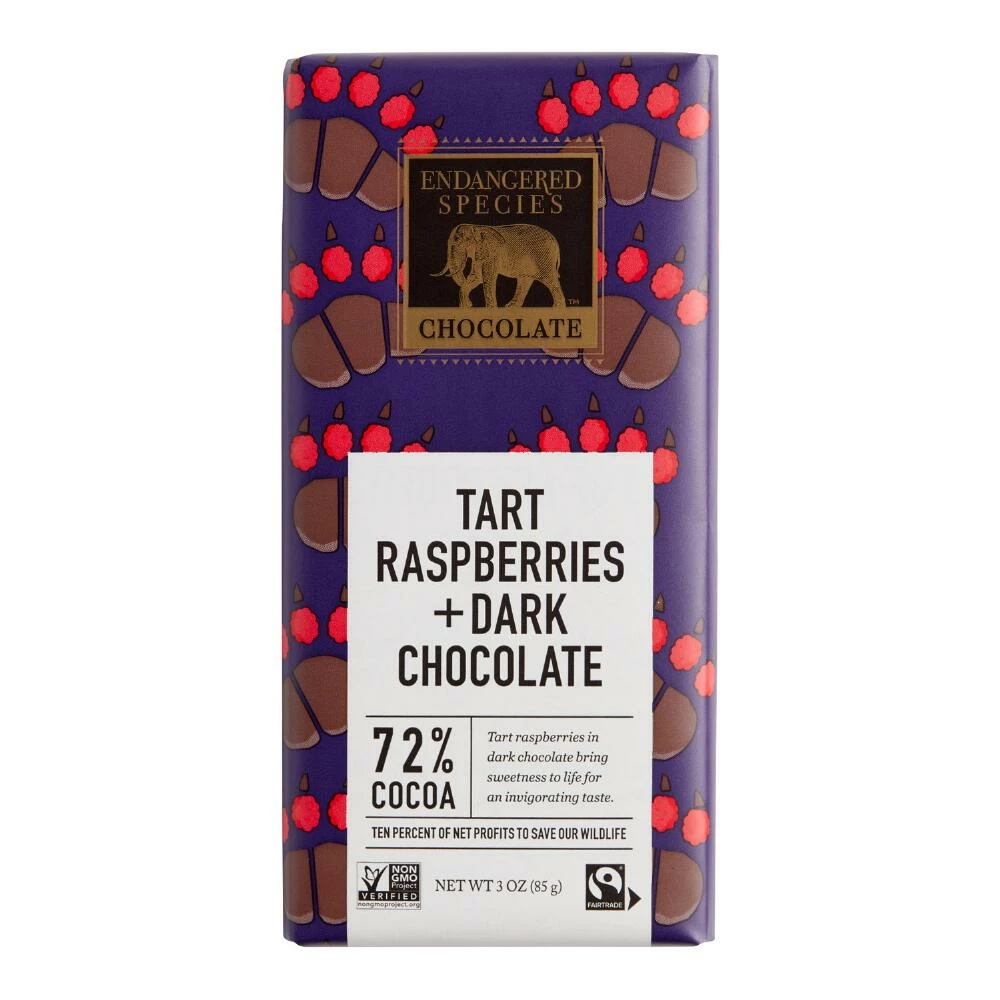 ENDANGERED
SPECIES
TM
CHOCOLATE
TART
RASPBERRIES
+ DARK
CHOCOLATE
72%
COCOA
Tart raspberries in
dark chocolate bring
sweetness to life for
an invigorating taste.
TEN PERCENT OF NET PROFITS TO SAVE OUR WILDLIFE
NON
GMO
Project
VERIFIED
nongmoproject.org
NET WT 3 OZ (85 g)
FAIRTRADE